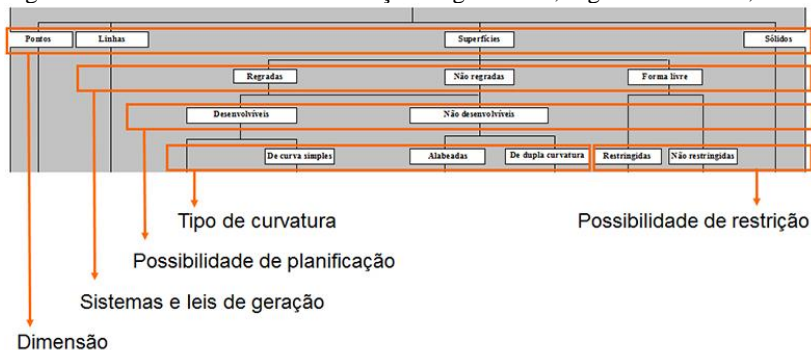 Pontos Linhas Superfícies Sólidos
Regradas Não regradas Forma livre
Desenvolvíveis Não desenvolvíveis
De curva simples Alabeadas De dupla curvatura Restringidas Não restringidas
Tipo de curvatura Possibilidade de restrição
Possibilidade de planificação
Sistemas e leis de geração
Dimensão